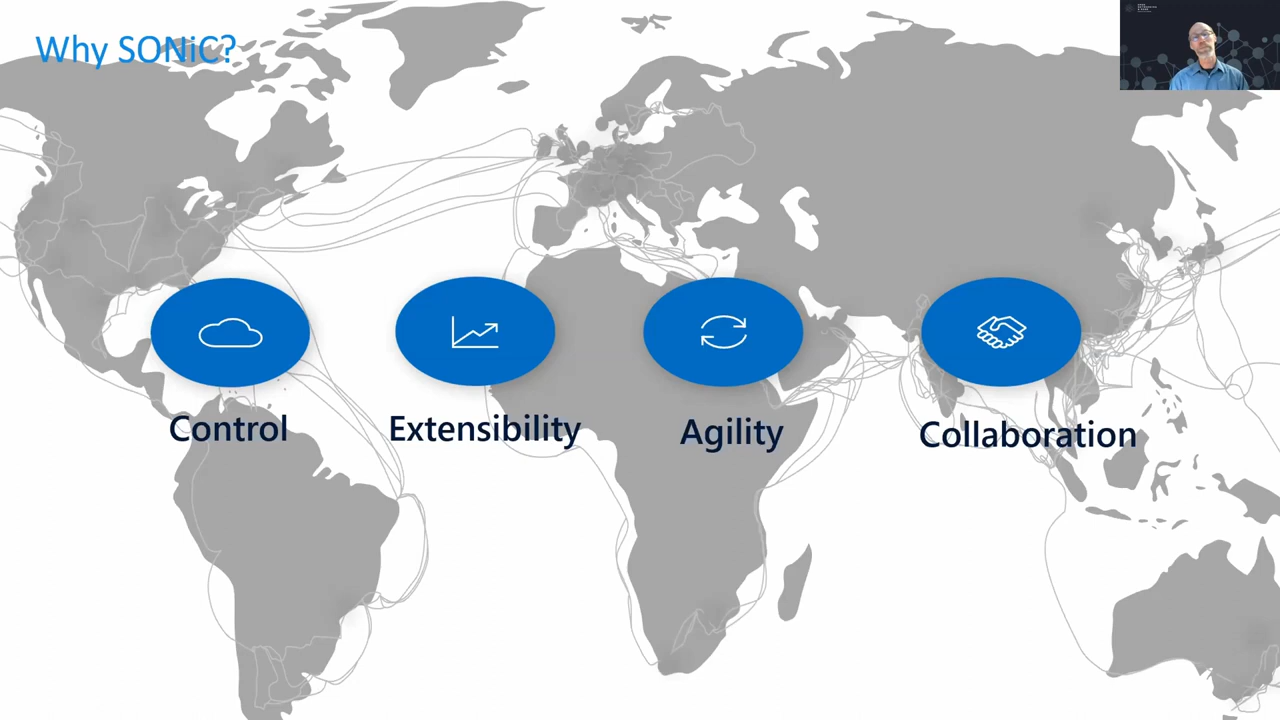 Why SONiC?
Control
Extensibility
Agility
Collaboration